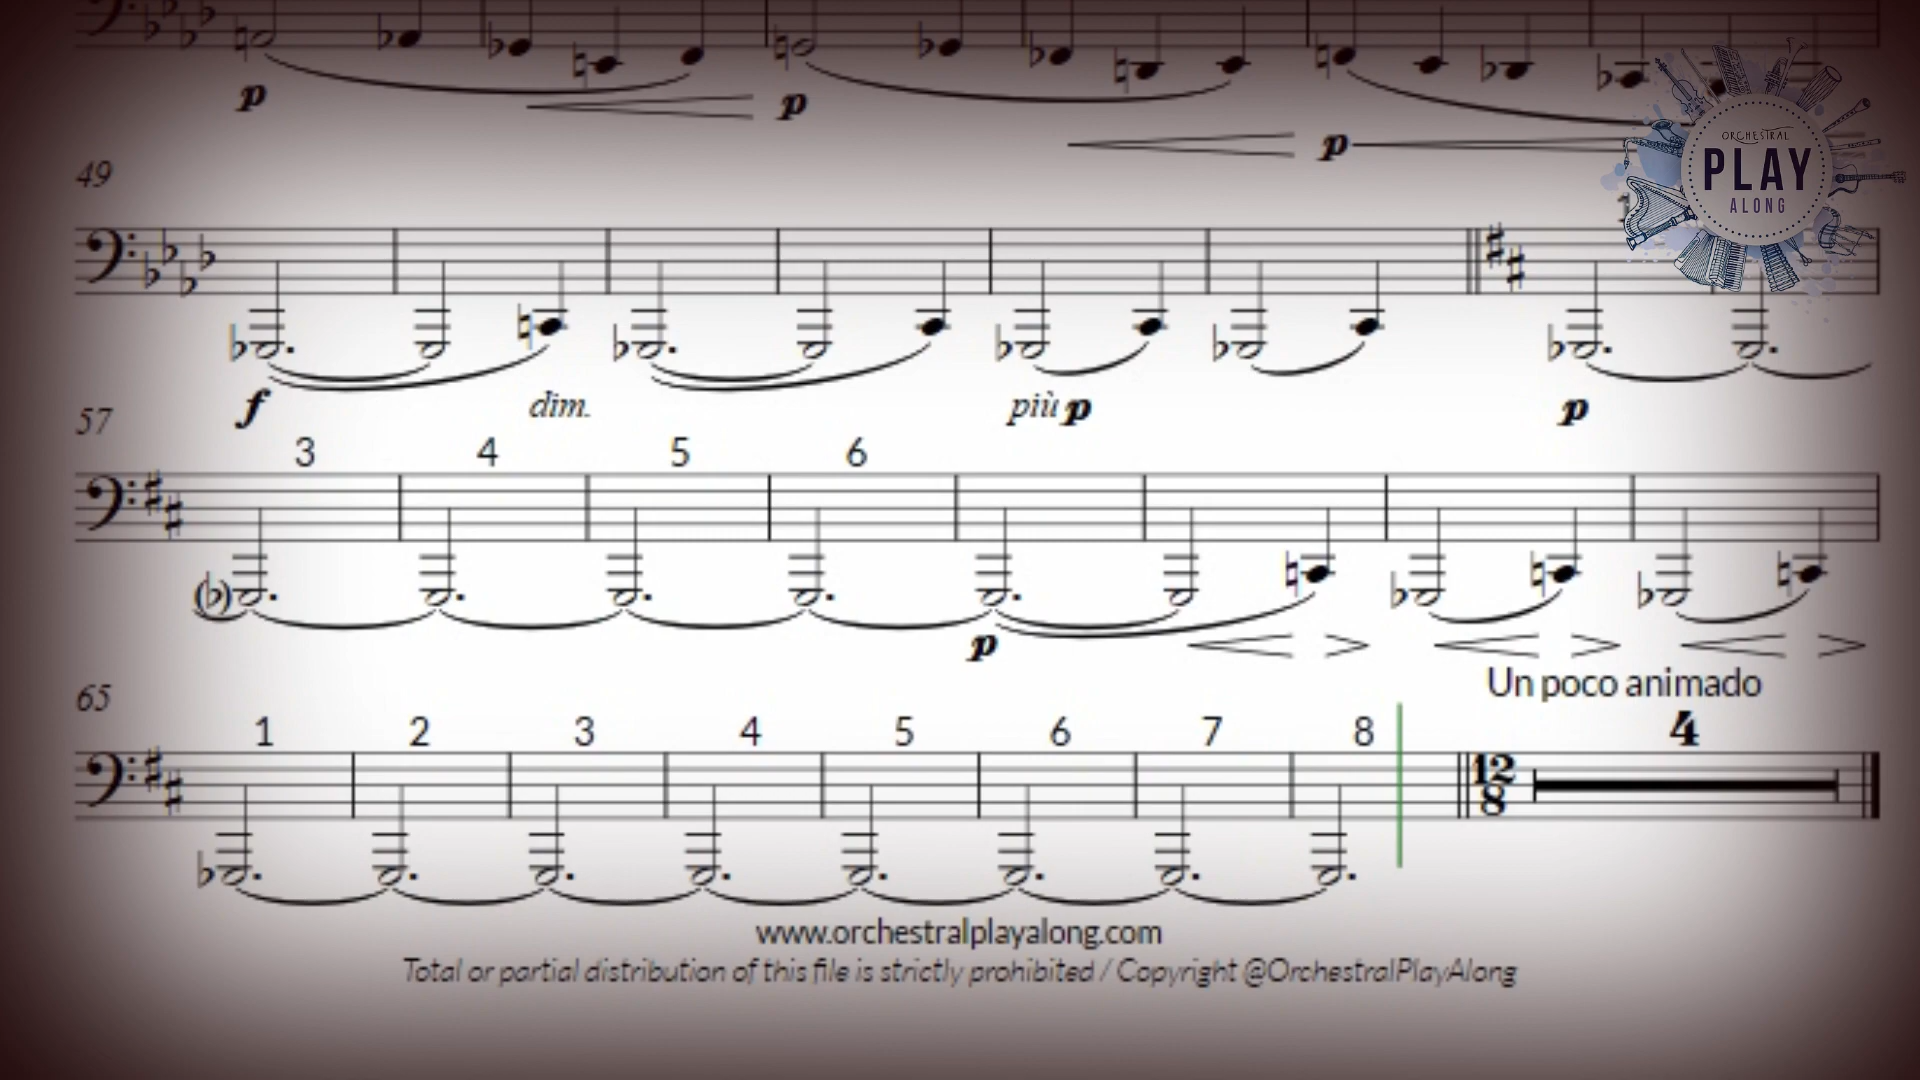 p p p
ORCHESTRAL
PLAY
ALONG
49
f dim. più p p
57
3 4 5 6
p
Un poco animado
65
1 2 3 4 5 6 7 8 4
12
8
www.orchestralplayalong.com
Total or partial distribution of this file is strictly prohibited / Copyright @OrchestralPlayAlong